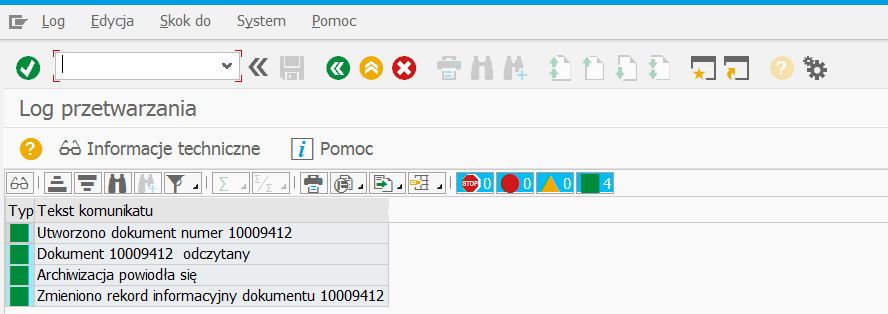 Log Edycja Skok do System Pomoc
Log przetwarzania
? Informacje techniczne i Pomoc
STOP 0 0 0 4
Typ Tekst komunikatu
Utworzono dokument numer 10009412
Dokument 10009412 odczytany
Archiwizacja powiodła się
Zmieniono rekord informacyjny dokumentu 10009412